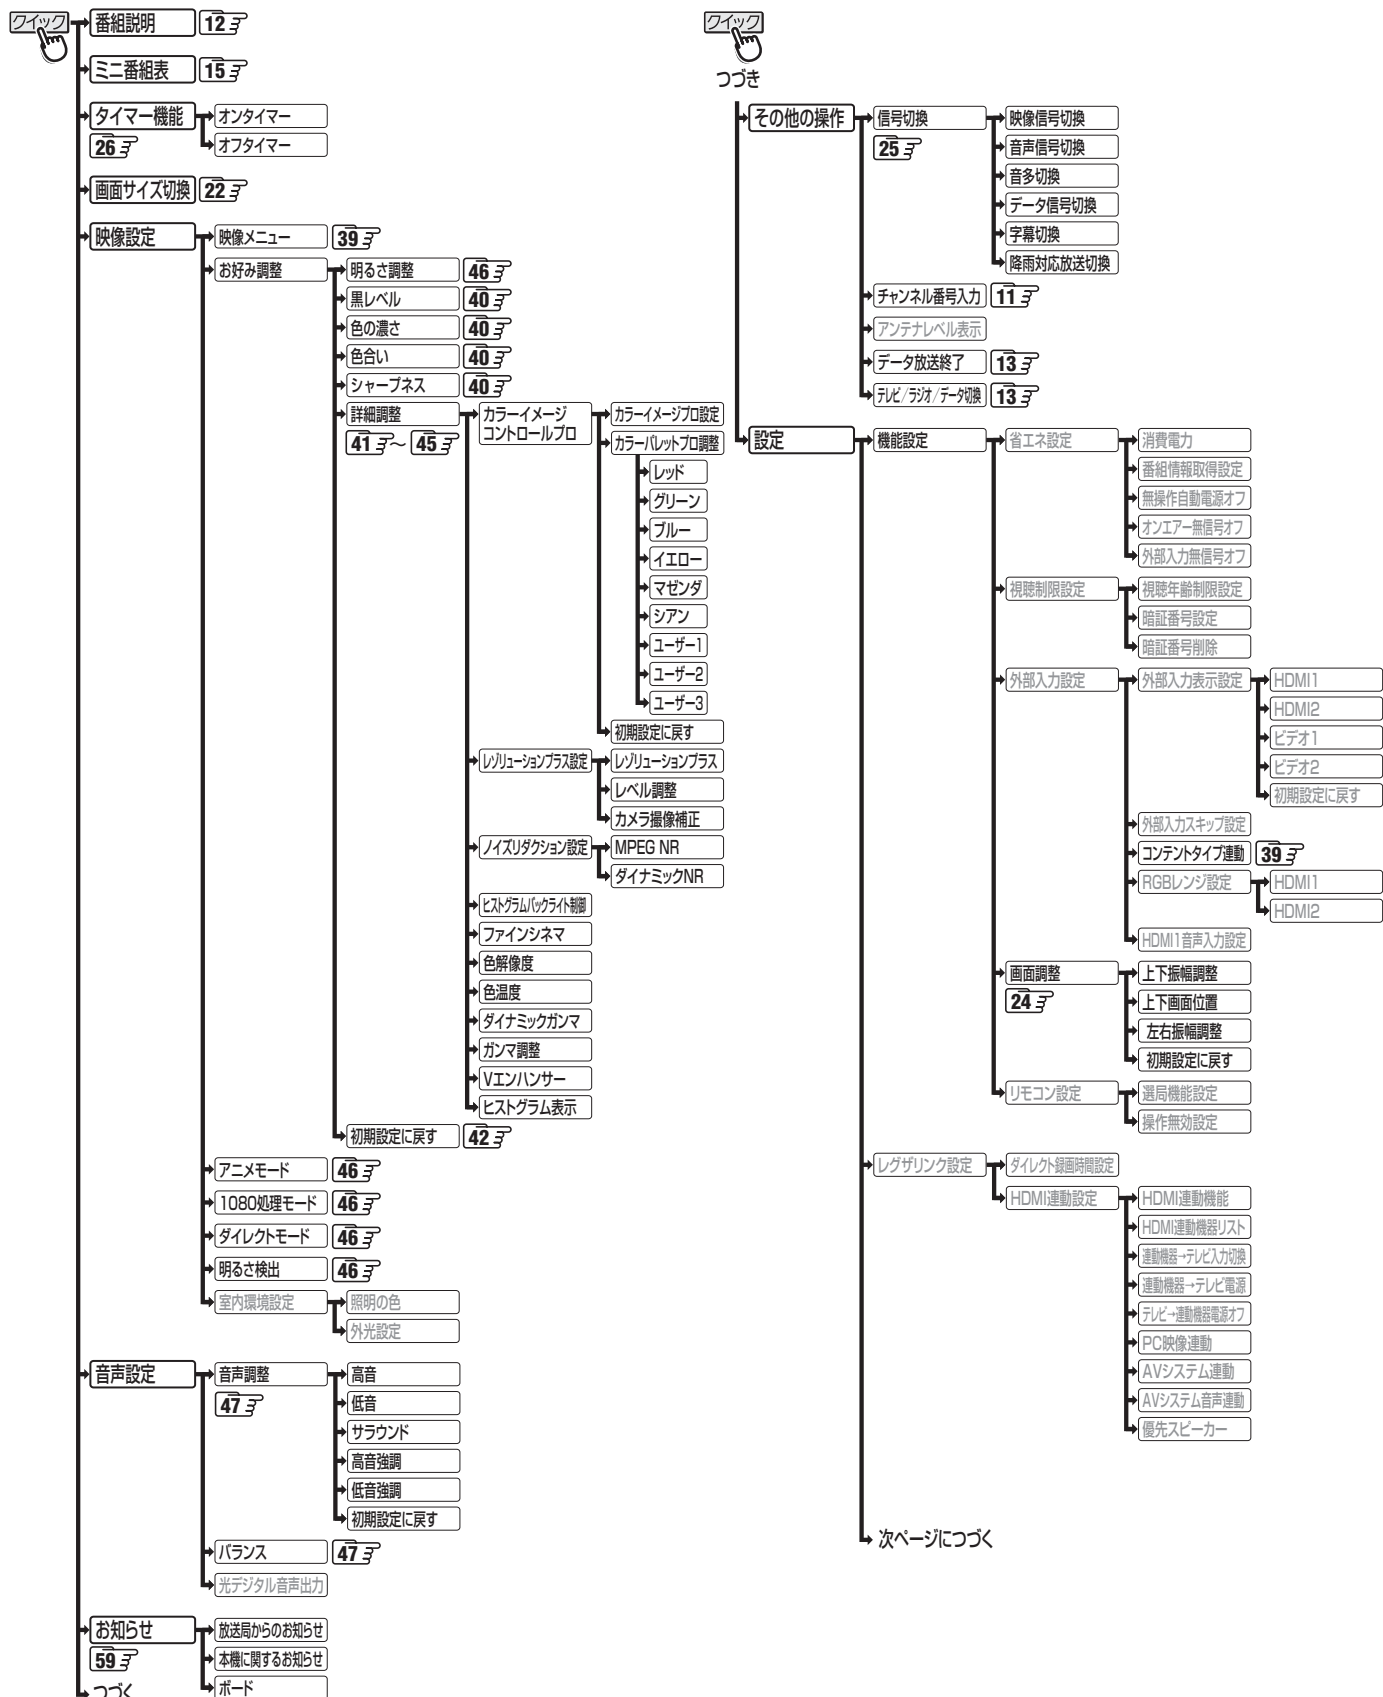 クイック
番組説明 12
ミニ番組表 15
タイマー機能
26
オンタイマー
オフタイマー
画面サイズ切換 22
映像設定
映像メニュー 39
お好み調整
明るさ調整 46
黒レベル 40
色の濃さ 40
色合い 40
シャープネス 40
詳細調整
41 ～ 45
カラーイメージ
コントロールプロ
カラーイメージプロ設定
カラーパレットプロ調整
レッド
グリーン
ブルー
イエロー
マゼンダ
シアン
ユーザー1
ユーザー2
ユーザー3
初期設定に戻す
レゾリューションプラス設定
レゾリューションプラス
レベル調整
カメラ撮像補正
ノイズリダクション設定
MPEG NR
ダイナミックNR
ヒストグラムバックライト制御
ファインシネマ
色解像度
色温度
ダイナミックガンマ
ガンマ調整
Vエンハンサー
ヒストグラム表示
初期設定に戻す 42
アニメモード 46
1080処理モード 46
ダイレクトモード 46
明るさ検出 46
室内環境設定
照明の色
外光設定
音声設定
音声調整
47
高音
低音
サラウンド
高音強調
低音強調
初期設定に戻す
バランス 47
光デジタル音声出力
お知らせ
59
放送局からのお知らせ
本機に関するお知らせ
ボード
つづく
クイック
つづき
その他の操作
信号切換
25
映像信号切換
音声信号切換
音多切換
データ信号切換
字幕切換
降雨対応放送切換
チャンネル番号入力 11
アンテナレベル表示
データ放送終了 13
テレビ/ラジオ/データ切換 13
設定
機能設定
省エネ設定
消費電力
番組情報取得設定
無操作自動電源オフ
オンエアー無信号オフ
外部入力無信号オフ
視聴制限設定
視聴年齢制限設定
暗証番号設定
暗証番号削除
外部入力設定
外部入力表示設定
HDMI1
HDMI2
ビデオ1
ビデオ2
初期設定に戻す
外部入力スキップ設定
コンテントタイプ連動 39
RGBレンジ設定
HDMI1
HDMI2
HDMI1音声入力設定
画面調整
24
上下振幅調整
上下画面位置
左右振幅調整
初期設定に戻す
リモコン設定
選局機能設定
操作無効設定
レグザリンク設定
ダイレクト録画時間設定
HDMI連動設定
HDMI連動機能
HDMI連動機器リスト
連動機器→テレビ入力切換
連動機器→テレビ電源
テレビ→連動機器電源オフ
PC映像連動
AVシステム連動
AVシステム音声連動
優先スピーカー
次ページにつづく